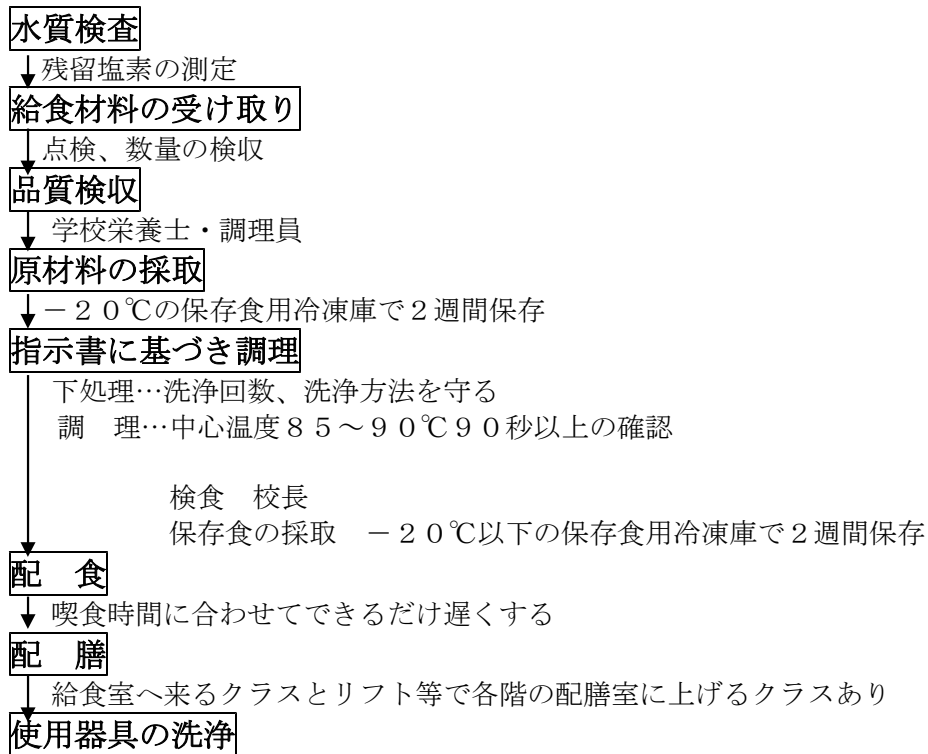 水質検査
残留塩素の測定
給食材料の受け取り
点検、数量の検収
品質検収
学校栄養士・調理員
原材料の採取
－２０℃の保存食用冷凍庫で２週間保存
指示書に基づき調理
下処理…洗浄回数、洗浄方法を守る
調　理…中心温度８５～９０℃９０秒以上の確認
検食　校長
保存食の採取　－２０℃以下の保存食用冷凍庫で２週間保存
配　食
喫食時間に合わせてできるだけ遅くする
配　膳
給食室へ来るクラスとリフト等で各階の配膳室に上げるクラスあり
使用器具の洗浄